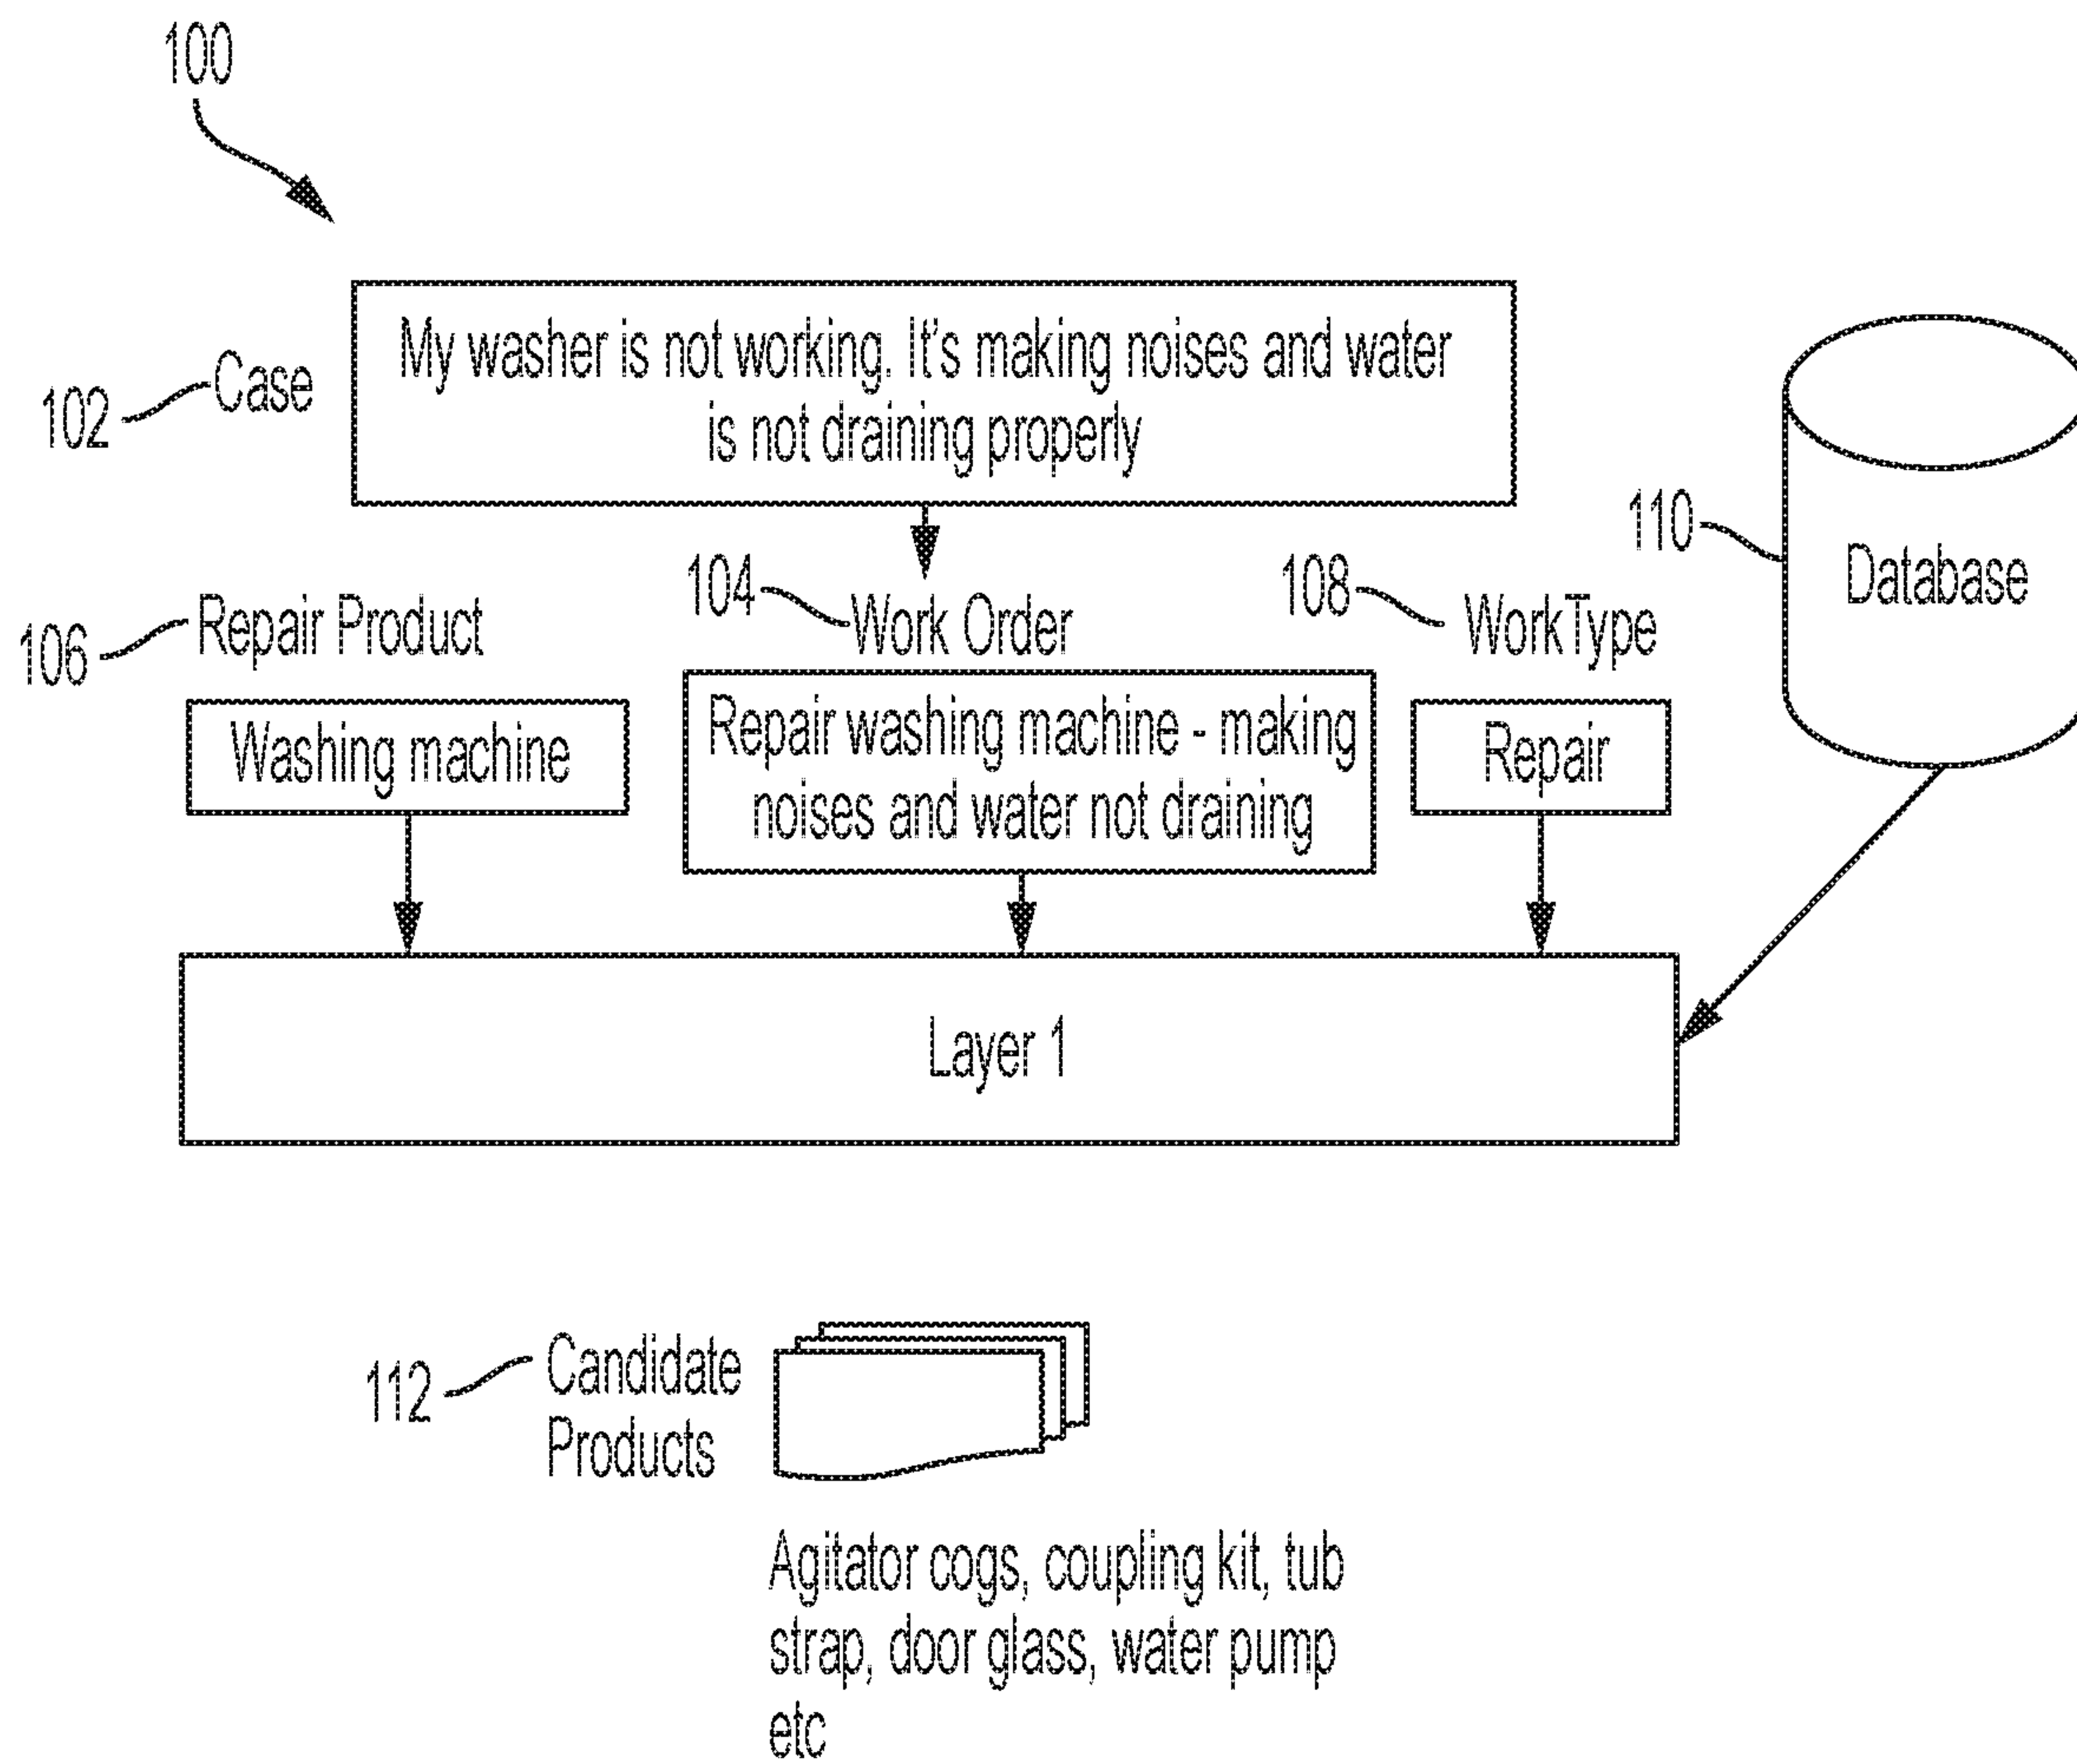 100
102
Case
My washer is not working. It's making noises and water
is not draining properly
110
Database
106
Repair Product
104
Work Order
108
WorkType
Washing machine
Repair washing machine - making
noises and water not draining
Repair
Layer 1
112
Candidate
Products
Agitator cogs, coupling kit, tub
strap, door glass, water pump
etc